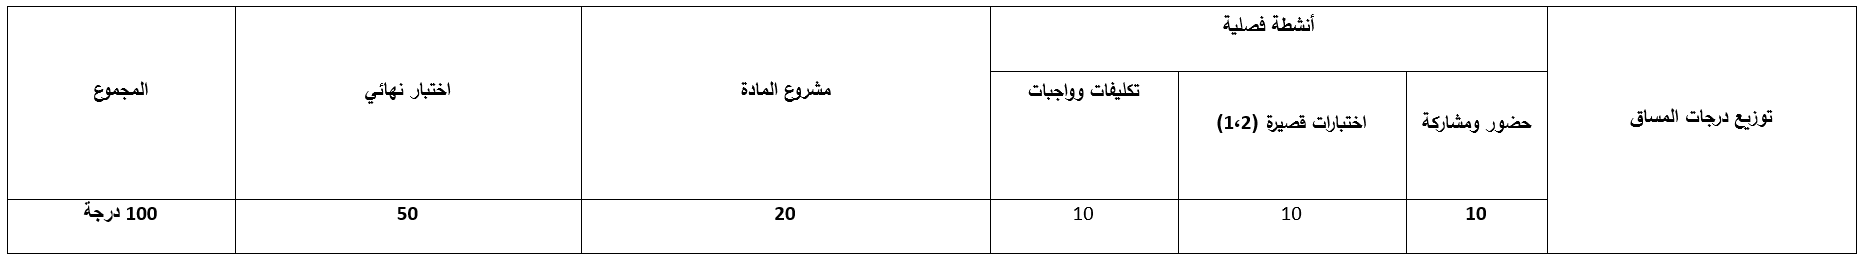 توزيع درجات المساق
أنشطة فصلية
حضور ومشاركة
اختبارات قصيرة (1،2)
تكليفات وواجبات
مشروع المادة
اختبار نهائي
المجموع
10
10
10
20
50
100 درجة